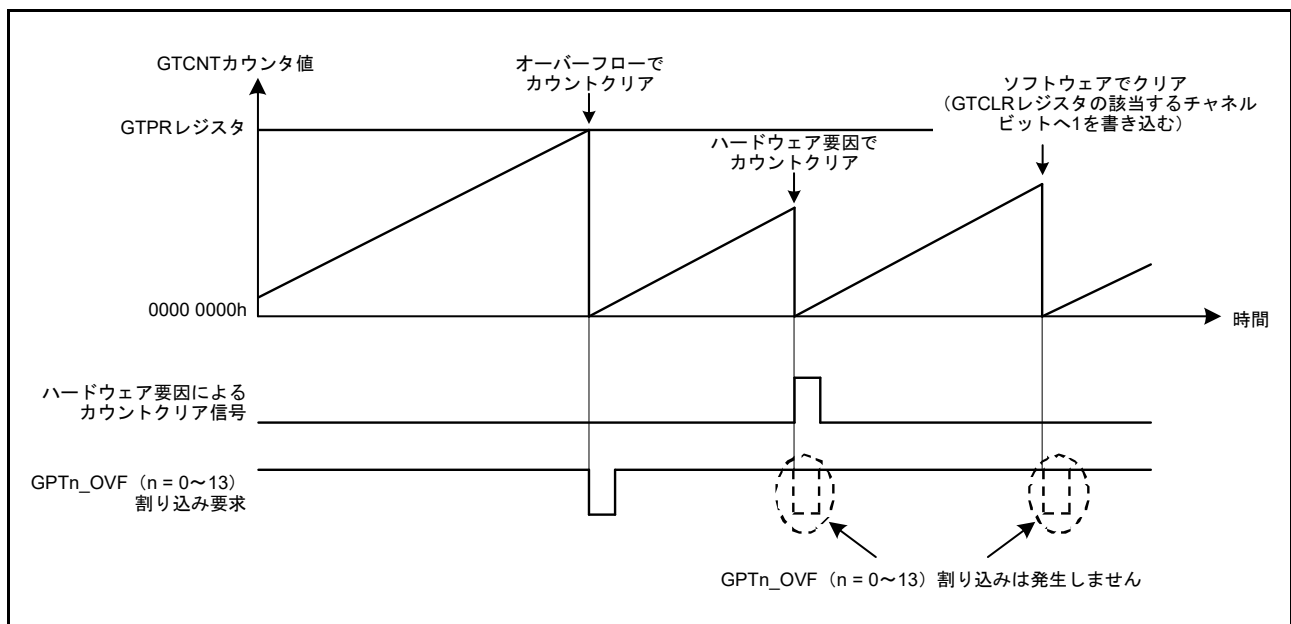 GTCNTカウンタ値
オーバーフローで
カウントクリア
ソフトウェアでクリア
（GTCLRレジスタの該当するチャネル
ビットへ1を書き込む）
GTPRレジスタ
ハードウェア要因で
カウントクリア
0000 0000h
時間
ハードウェア要因による
カウントクリア信号
GPTn_OVF（n = 0～13）
割り込み要求
GPTn_OVF（n = 0～13）割り込みは発生しません